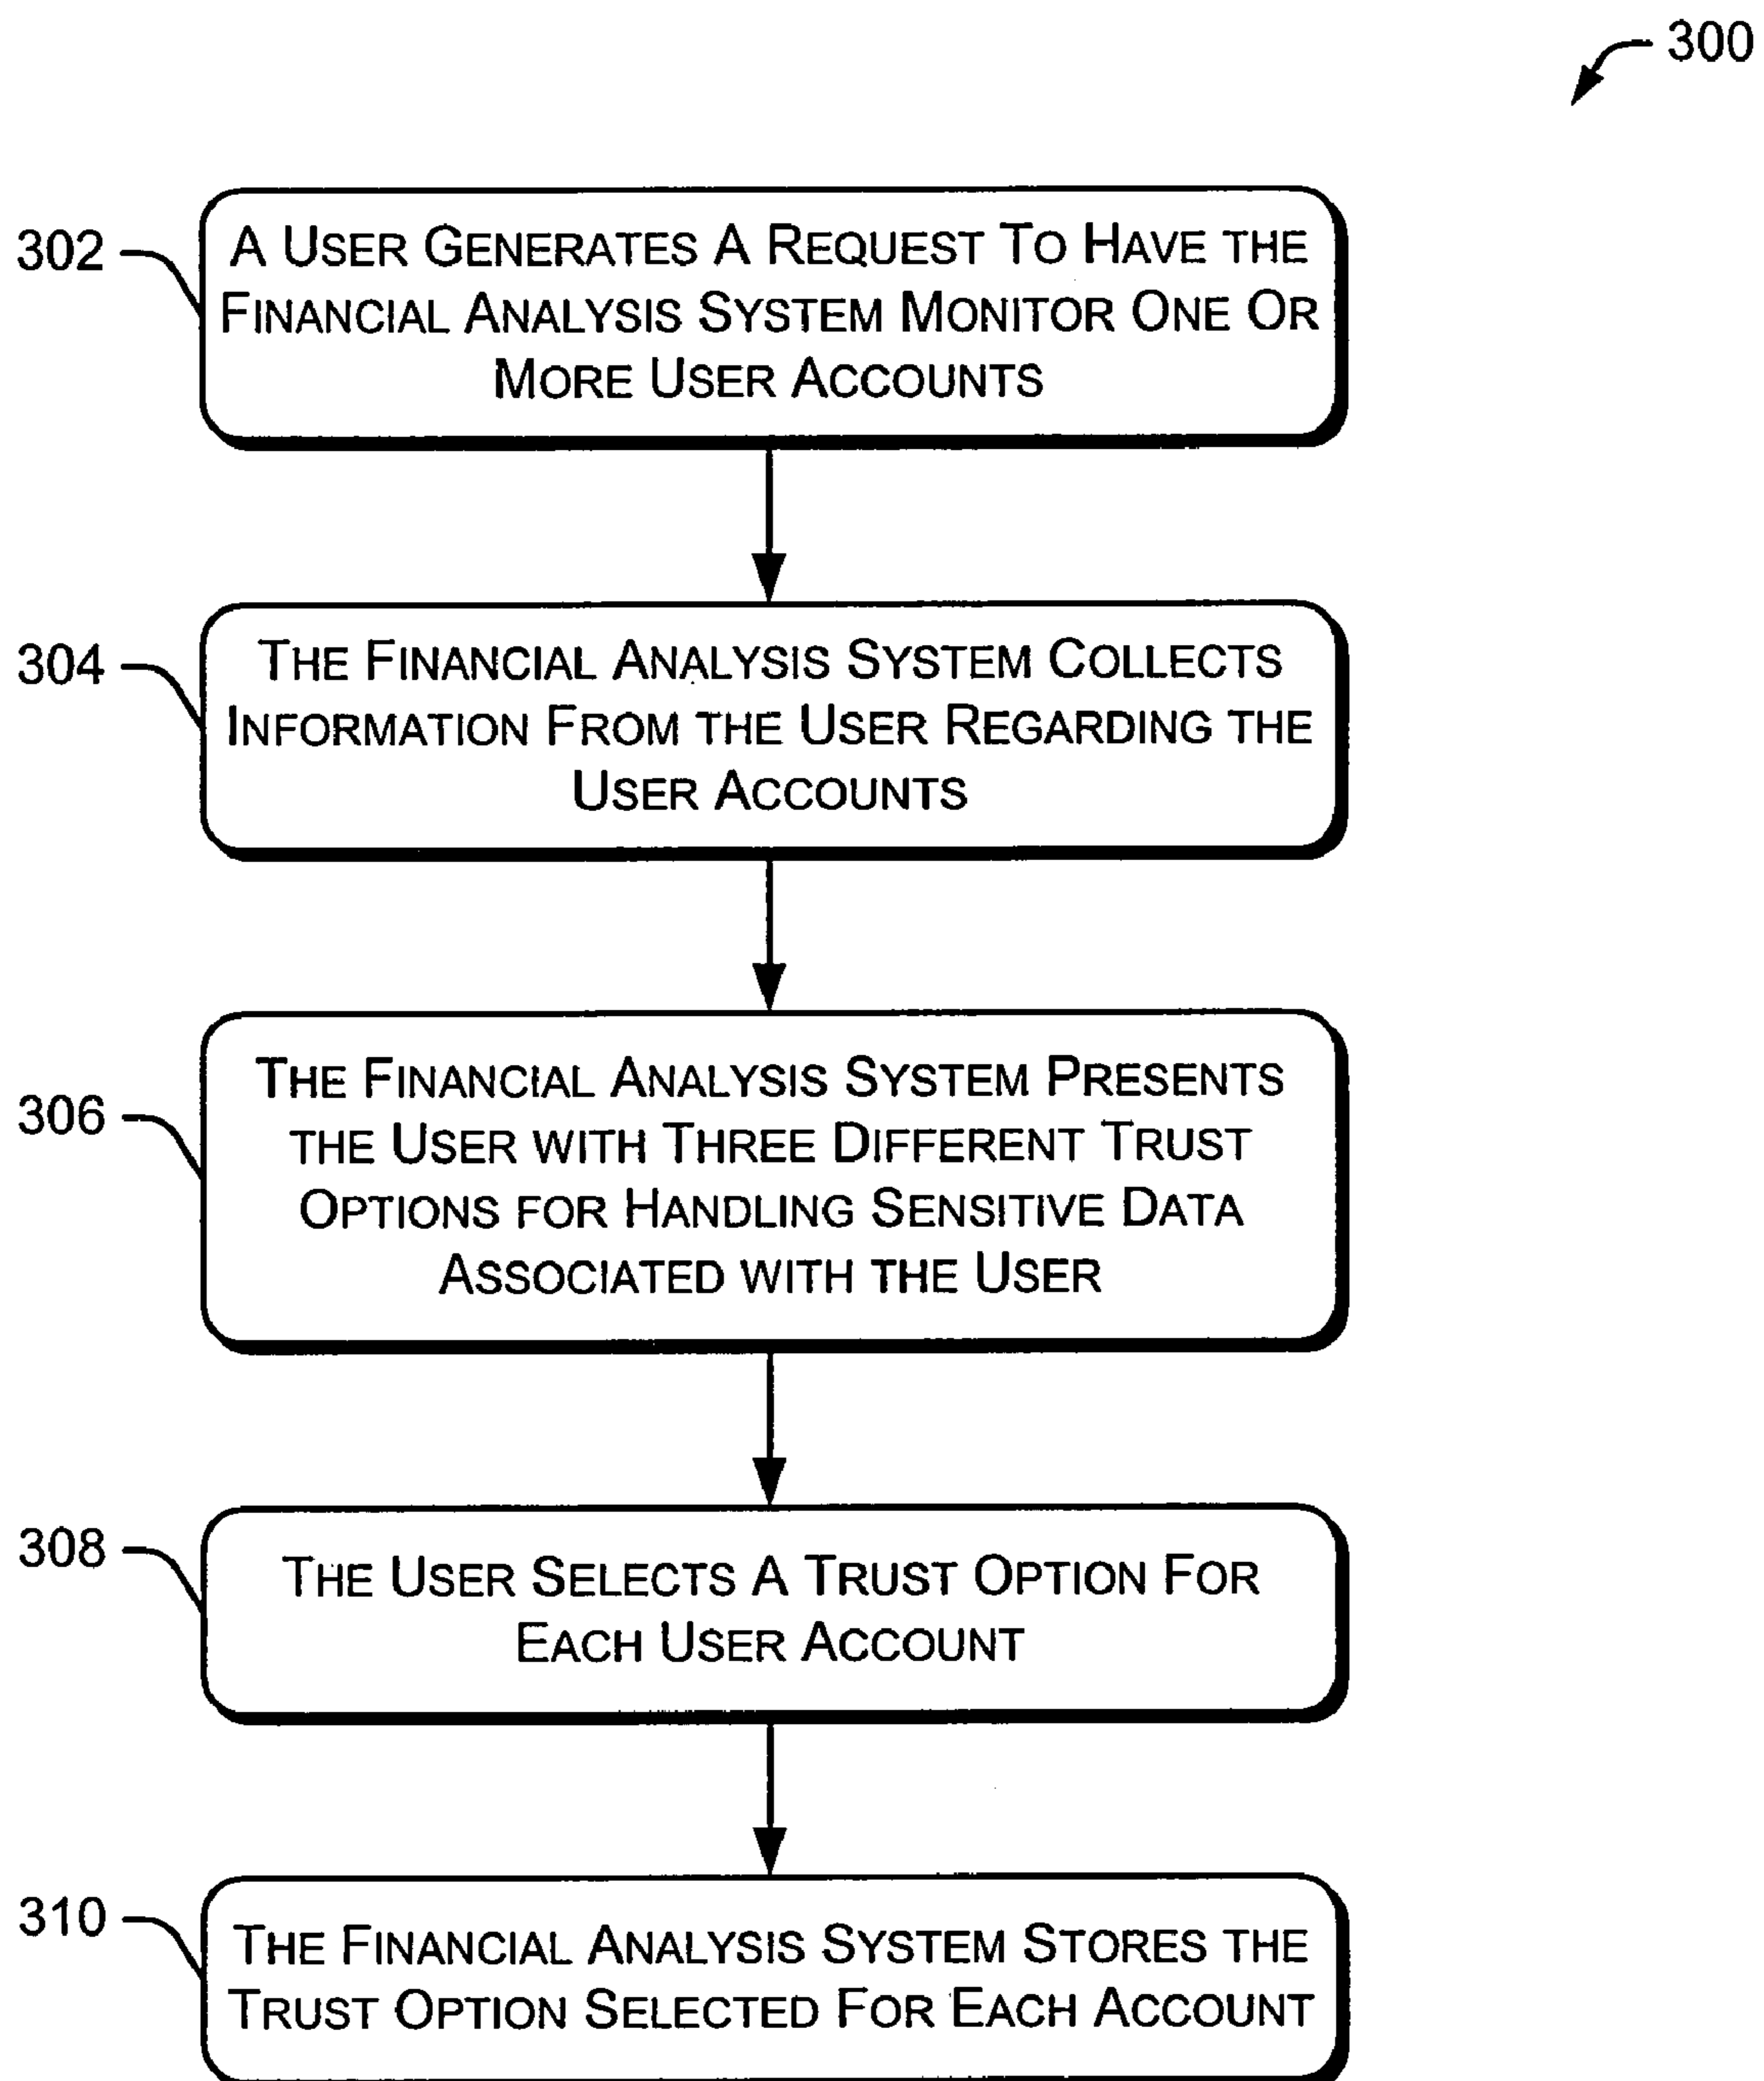 300
302
A USER GENERATES A REQUEST TO HAVE THE
FINANCIAL ANALYSIS SYSTEM MONITOR ONE OR
MORE USER ACCOUNTS
304
THE FINANCIAL ANALYSIS SYSTEM COLLECTS
INFORMATION FROM THE USER REGARDING THE
USER ACCOUNTS
306
THE FINANCIAL ANALYSIS SYSTEM PRESENTS
THE USER WITH THREE DIFFERENT TRUST
OPTIONS FOR HANDLING SENSITIVE DATA
ASSOCIATED WITH THE USER
308
THE USER SELECTS A TRUST OPTION FOR
EACH USER ACCOUNT
310
THE FINANCIAL ANALYSIS SYSTEM STORES THE
TRUST OPTION SELECTED FOR EACH ACCOUNT